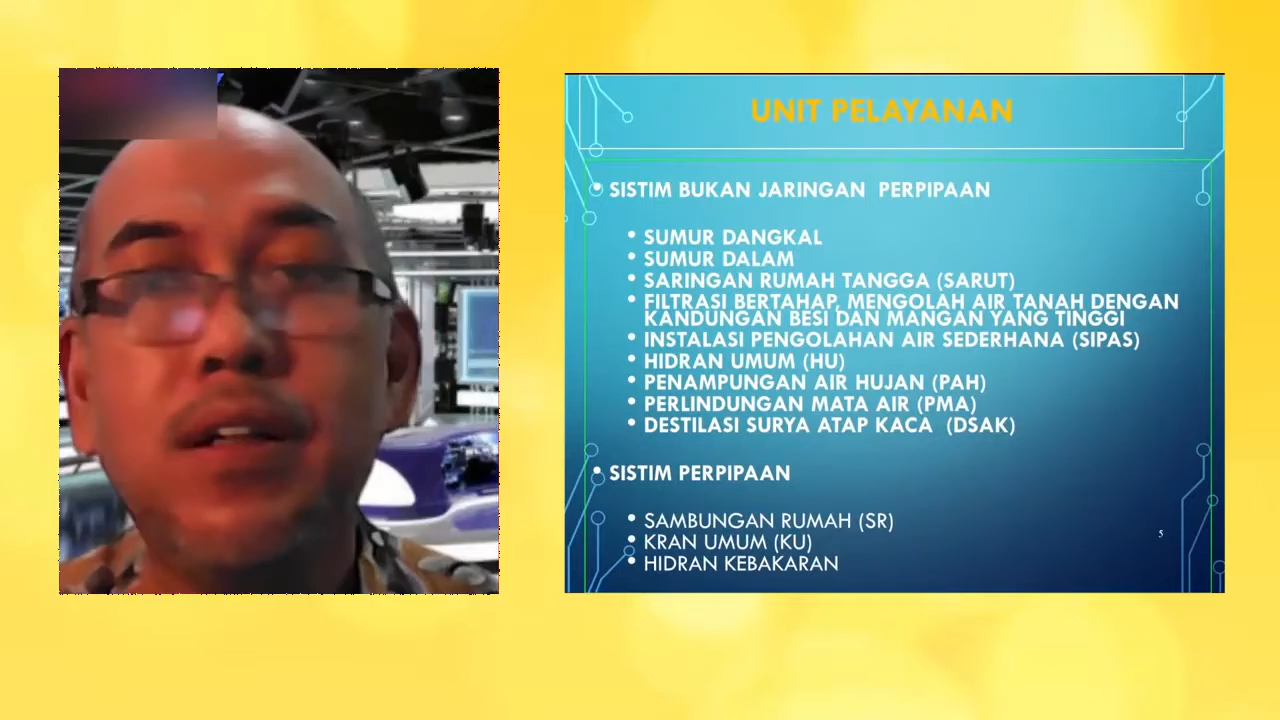 UNIT PELAYANAN
• SISTIM BUKAN JARINGAN PERPIPAAN
• SUMUR DANGKAL
• SUMUR DALAM
• SARINGAN RUMAH TANGGA (SARUT)
• FILTRASI BERTAHAP, MENGOLAH AIR TANAH DENGAN
KANDUNGAN BESI DAN MANGAN YANG TINGGI
• INSTALASI PENGOLAHAN AIR SEDERHANA (SIPAS)
• HIDRAN UMUM (HU)
• PENAMPUNGAN AIR HUJAN (PAH)
• PERLINDUNGAN MATA AIR (PMA)
• DESTILASI SURYA ATAP KACA (DSAK)
• SISTIM PERPIPAAN
• SAMBUNGAN RUMAH (SR)
• KRAN UMUM (KU)
• HIDRAN KEBAKARAN
5